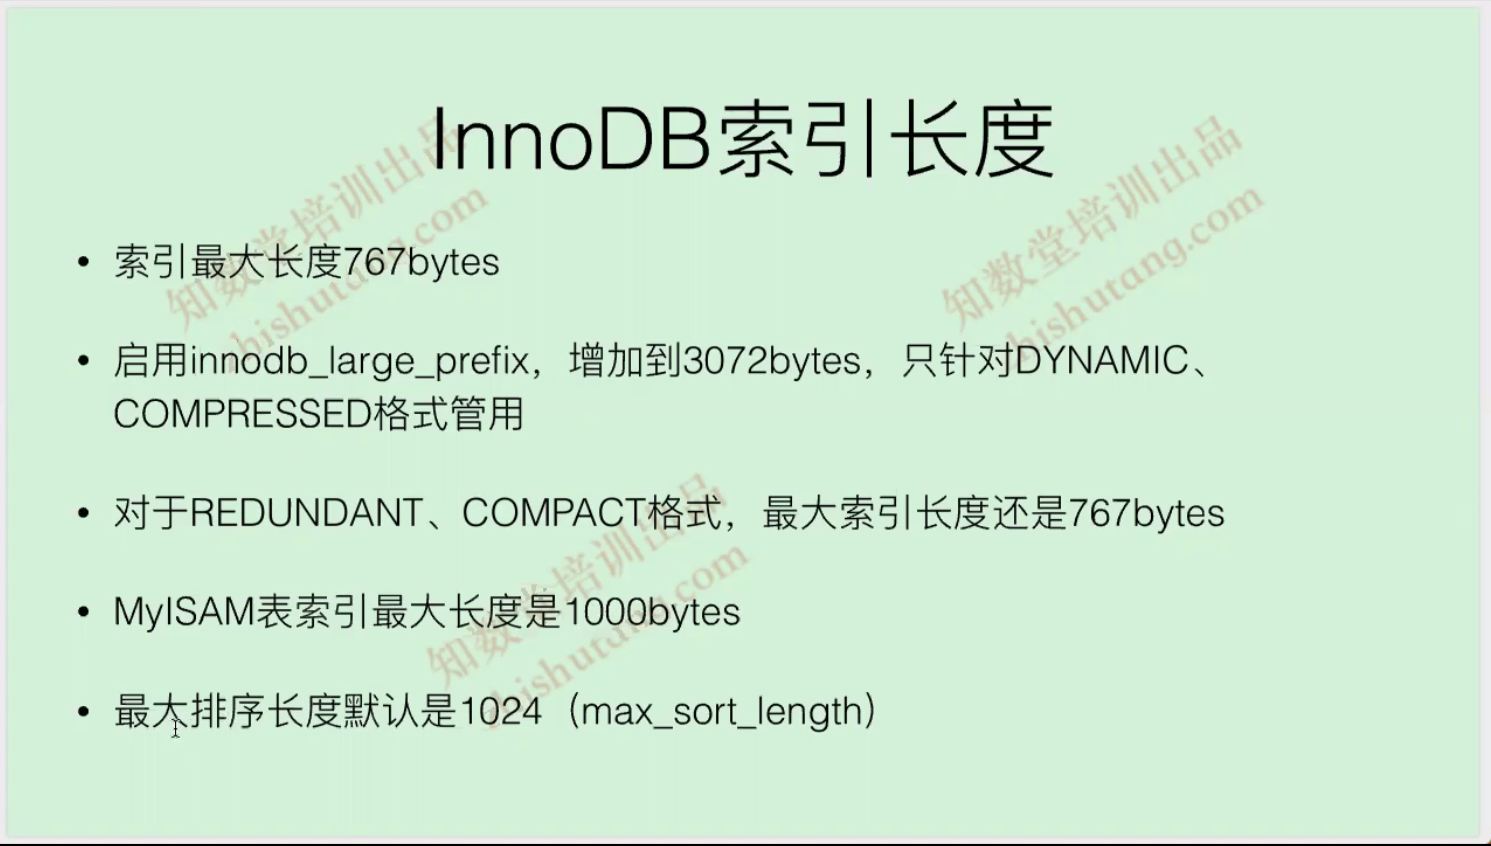 InnoDB索引长度
• 索引最大长度767bytes
• 启用innodb_large_prefix，增加到3072bytes，只针对DYNAMIC、
COMPRESSED格式管用
• 对于REDUNDANT、COMPACT格式，最大索引长度还是767bytes
• MyISAM表索引最大长度是1000bytes
• 最大排序长度默认是1024（max_sort_length）
知数堂培训出品
zhishutang.com
知数堂培训出品
zhishutang.com
知数堂培训出品
zhishutang.com